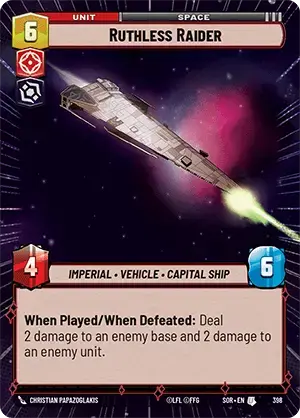 UNIT SPACE
6 RUTHLESS RAIDER
4 IMPERIAL • VEHICLE • CAPITAL SHIP 6
When Played/When Defeated: Deal
2 damage to an enemy base and 2 damage to
an enemy unit.
CHRISTIAN PAPAZOGLAKIS ©LFL ©FFG SOR • EN U 398